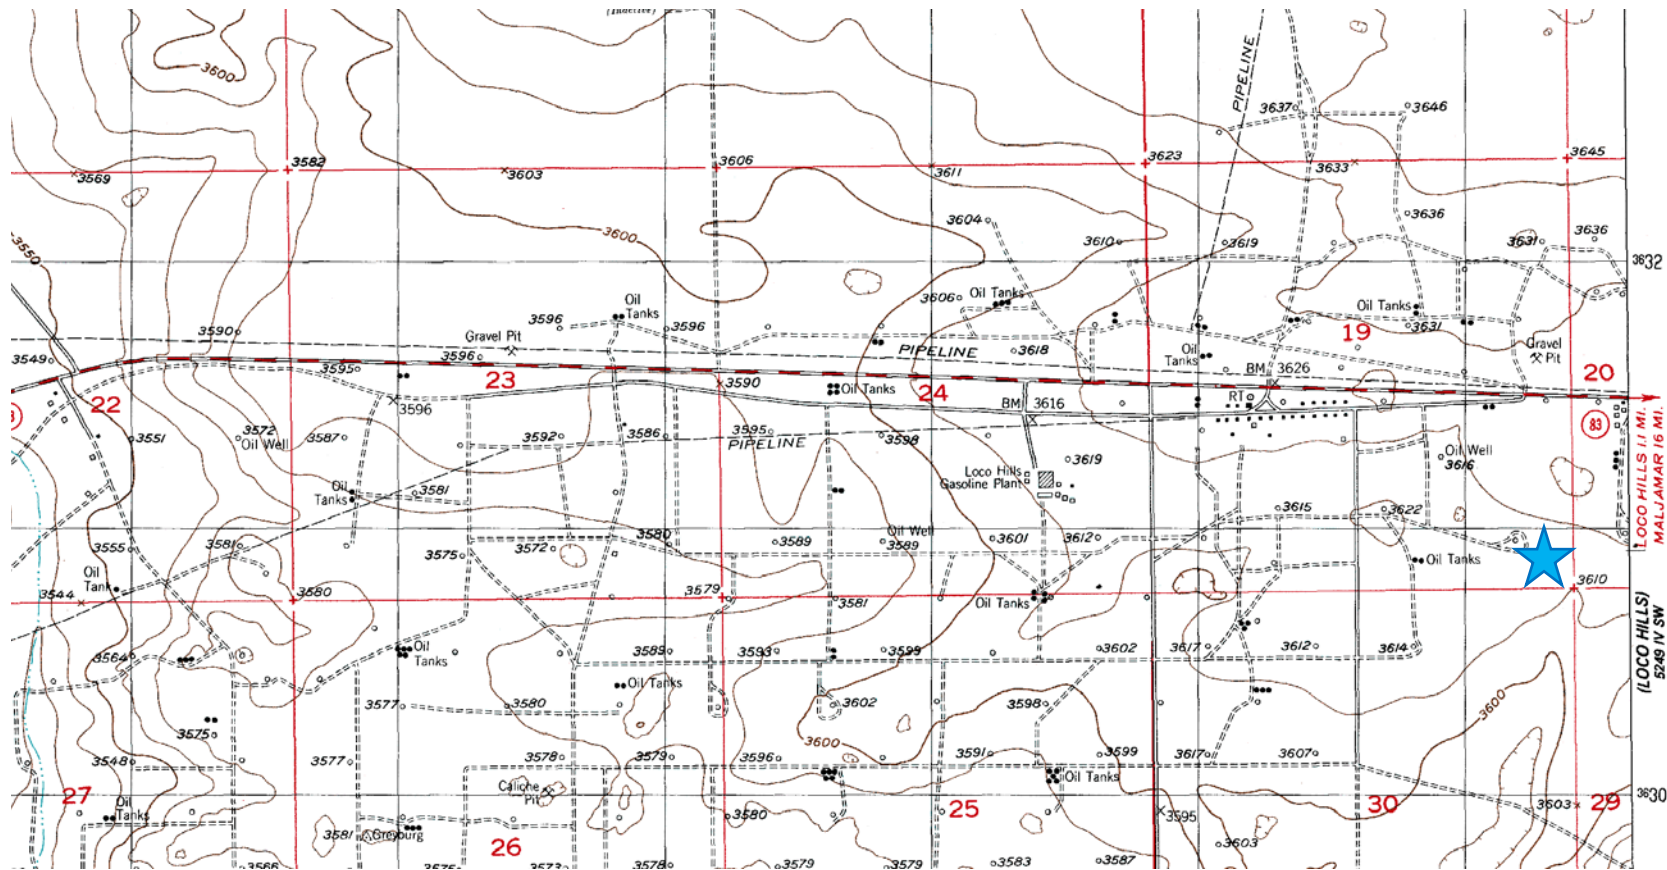 (Inactive)
3600
PIPELINE
3637
3646
3582
3606
3623
3645
3569
3603
3611
3633
3604
3636
3550
3600
3610
3619
3631
3636
3632
3606
Oil Tanks
Oil
Tanks
Oil Tanks
3590
3596
3596
3631
19
Gravel Pit
3549
3596
PIPELINE
3618
Oil
Tanks
Gravel
Pit
3595
BM
3626
23
3590
Oil Tanks
24
20
22
3596
BM
3616
RT
83
3551
3572
Oil Well
3587
3592
3586
3595
PIPELINE
3598
3619
Oil Well
3616
Loco Hills
Gasoline Plant
Oil
Tanks
3581
3615
3622
LOCO HILLS 1.1 MI.
MALJAMAR 16 MI.
3555
3581
3575
3572
3580
3589
Oil Well
3589
3601
3612
Oil Tanks
Oil
Tank
3544
3580
3579
3581
Oil Tanks
3610
(LOCO HILLS)
5249 IV SW
3564
Oil
Tanks
3589
3593
3599
3602
3617
3612
3614
Oil Tanks
3577
3580
3602
3598
3600
3575
3600
3548
3577
3578
3579
3596
3591
3599
3617
3607
Oil Tanks
27
Caliche
Pit
Oil
Tanks
25
30
3603
29
3630
3581
Grayburg
26
3580
3595
3603
3566
3575
3573
3578
3579
3579
3583
3587